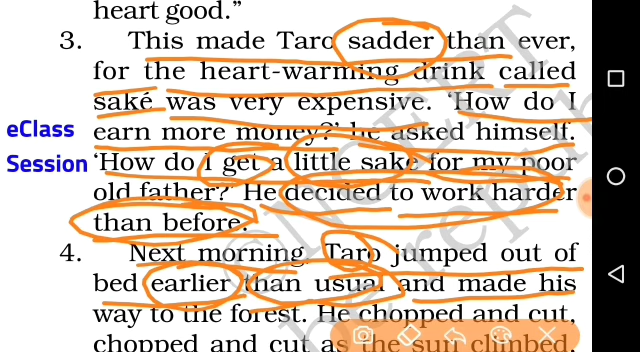 heart good.”
3. This made Taro sadder than ever,
for the heart-warming drink called
saké was very expensive. ‘How do I
earn more money?’ he asked himself.
‘How do I get a little saké for my poor
old father?’ He decided to work harder
than before.
eClass
Session
4. Next morning, Taro jumped out of
bed earlier than usual and made his
way to the forest. He chopped and cut,
chopped and cut as the sun climbed,
© NCERT